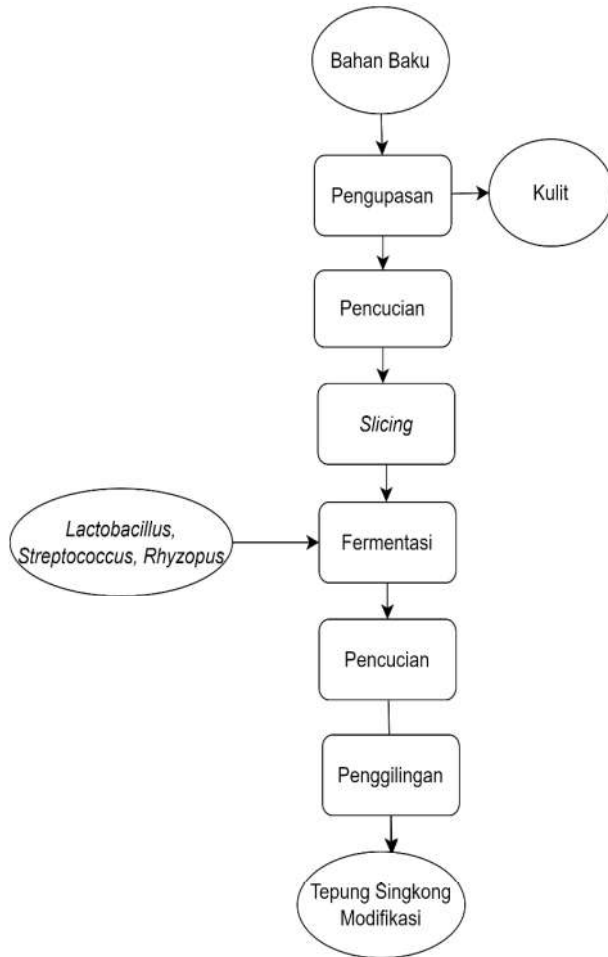 Bahan Baku
Pengupasan
Kulit
Pencucian
Slicing
Lactobacillus,
Streptococcus, Rhyzopus
Fermentasi
Pencucian
Penggilingan
Tepung Singkong
Modifikasi